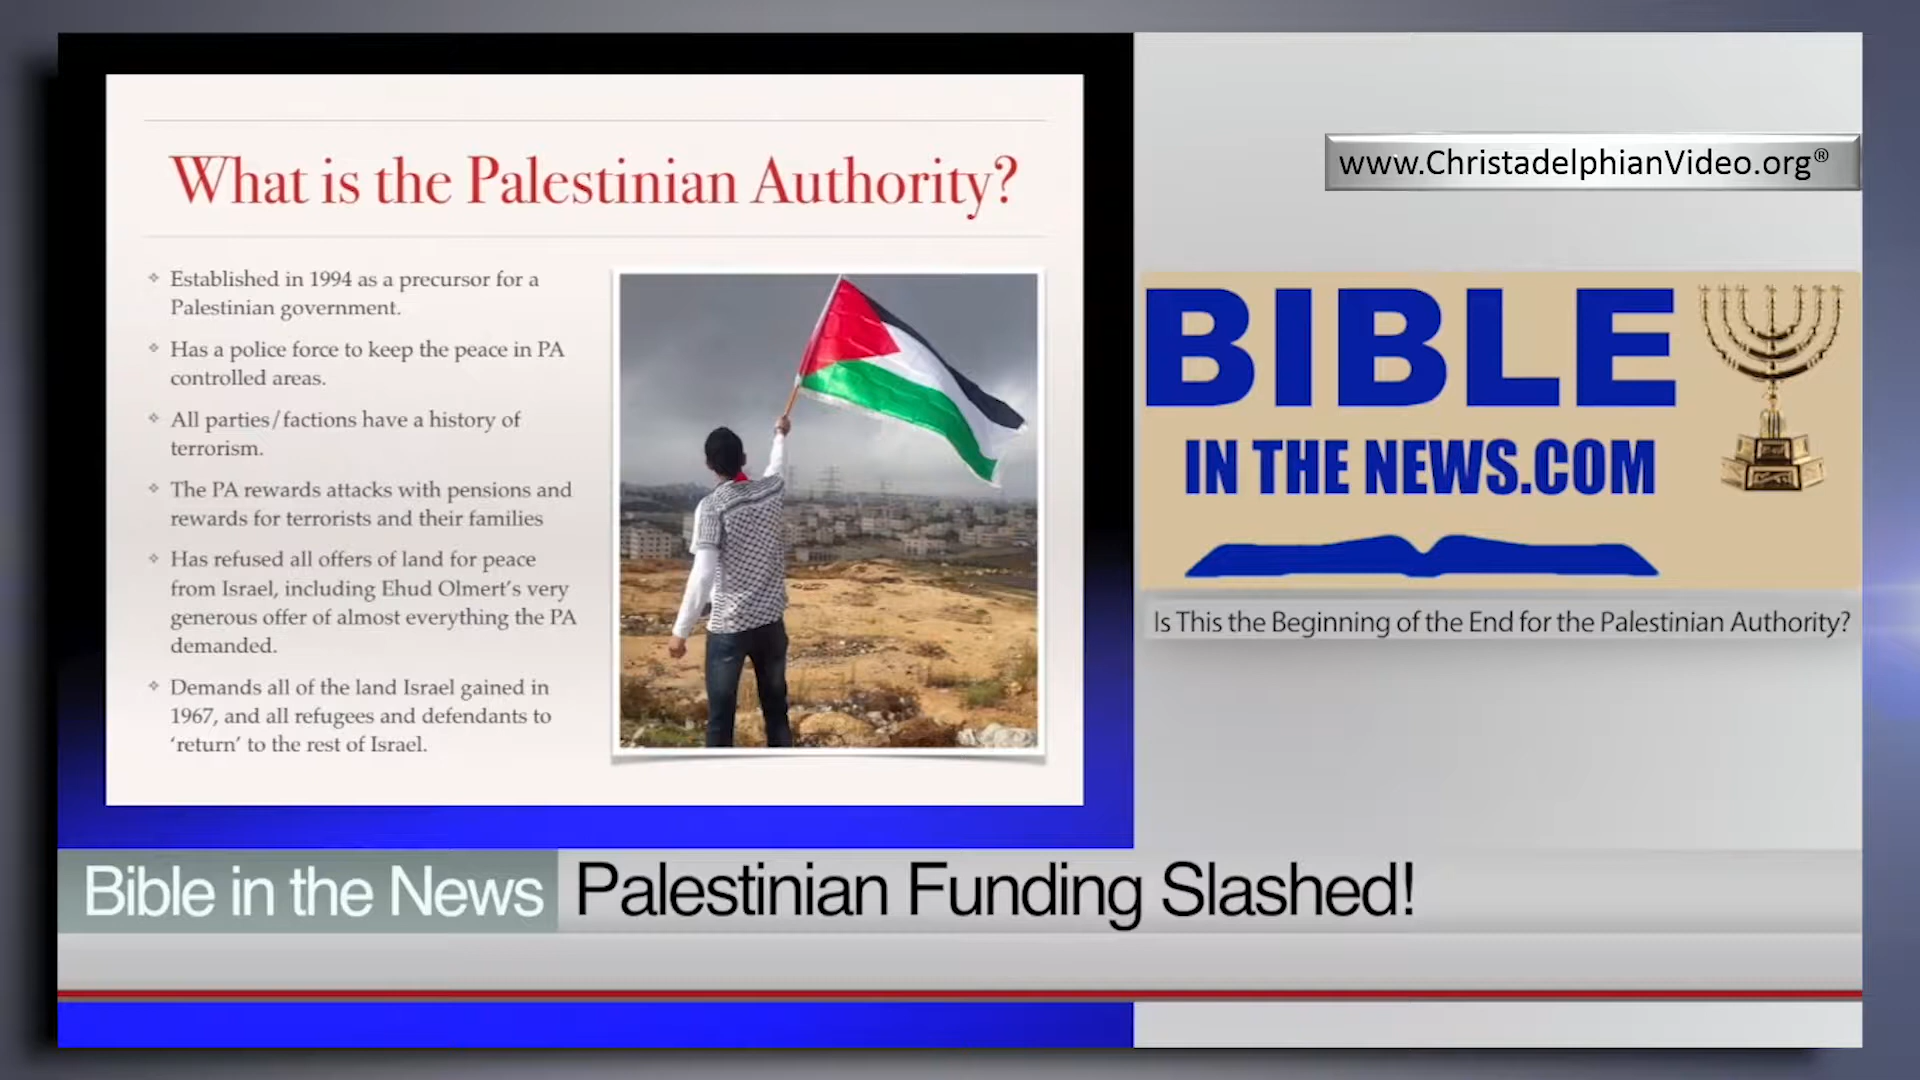 What is the Palestinian Authority?
❖ Established in 1994 as a precursor for a
Palestinian government.
❖ Has a police force to keep the peace in PA
controlled areas.
❖ All parties/factions have a history of
terrorism.
❖ The PA rewards attacks with pensions and
rewards for terrorists and their families
❖ Has refused all offers of land for peace
from Israel, including Ehud Olmert's very
generous offer of almost everything the PA
demanded.
❖ Demands all of the land Israel gained in
1967, and all refugees and defendants to
‘return’ to the rest of Israel.
www.ChristadelphianVideo.org®
BIBLE
IN THE NEWS.COM
Is This the Beginning of the End for the Palestinian Authority?
Bible in the News
Palestinian Funding Slashed!